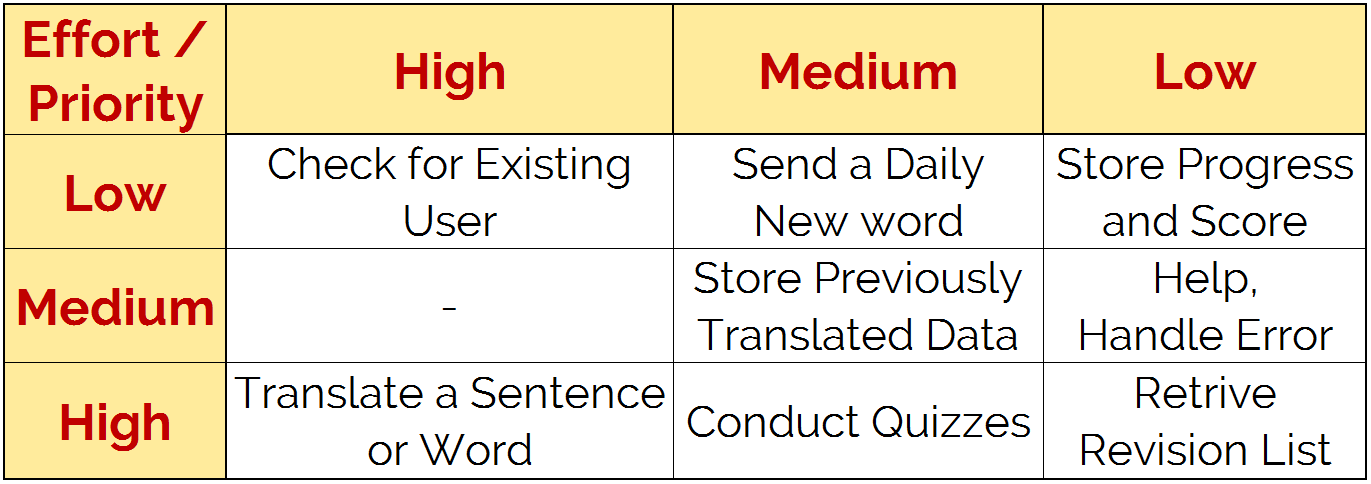 Effort /
Priority
High
Medium
Low
Low
Check for Existing
User
Send a Daily
New word
Store Progress
and Score
Medium
-
Store Previously
Translated Data
Help,
Handle Error
High
Translate a Sentence
or Word
Conduct Quizzes
Retrive
Revision List